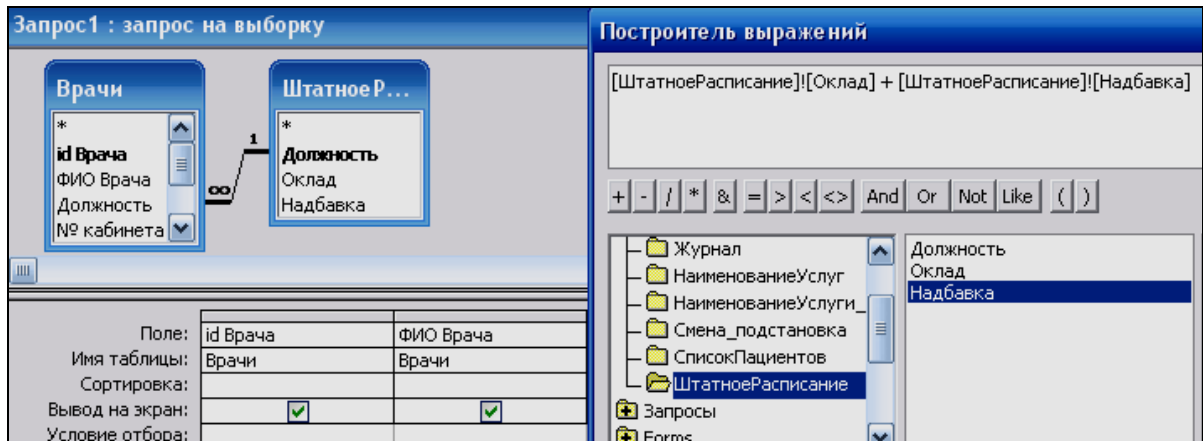 Запрос1 : запрос на выборку
Врачи
*
id Врача
ФИО Врача
Должность
№ кабинета
∞
1
ШтатноеР...
*
Должность
Оклад
Надбавка
Поле: id Врача ФИО Врача
Имя таблицы: Врачи Врачи
Сортировка:
Вывод на экран:
Условие отбора:
Построитель выражений
[ШтатноеРасписание]![Оклад] + [ШтатноеРасписание]![Надбавка]
+ - / * & = > < <> And Or Not Like ( )
Журнал
НаименованиеУслуг
НаименованиеУслуги_
Смена_подстановка
СписокПациентов
ШтатноеРасписание
Запросы
Forms
Должность
Оклад
Надбавка